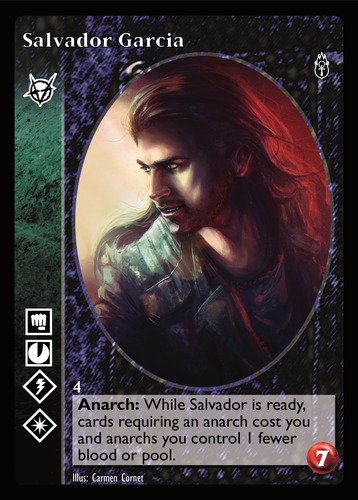 Salvador Garcia
4
Anarch: While Salvador is ready,
cards requiring an anarch cost you
and anarchs you control 1 fewer
blood or pool.
7
Illus: Carmen Cornet